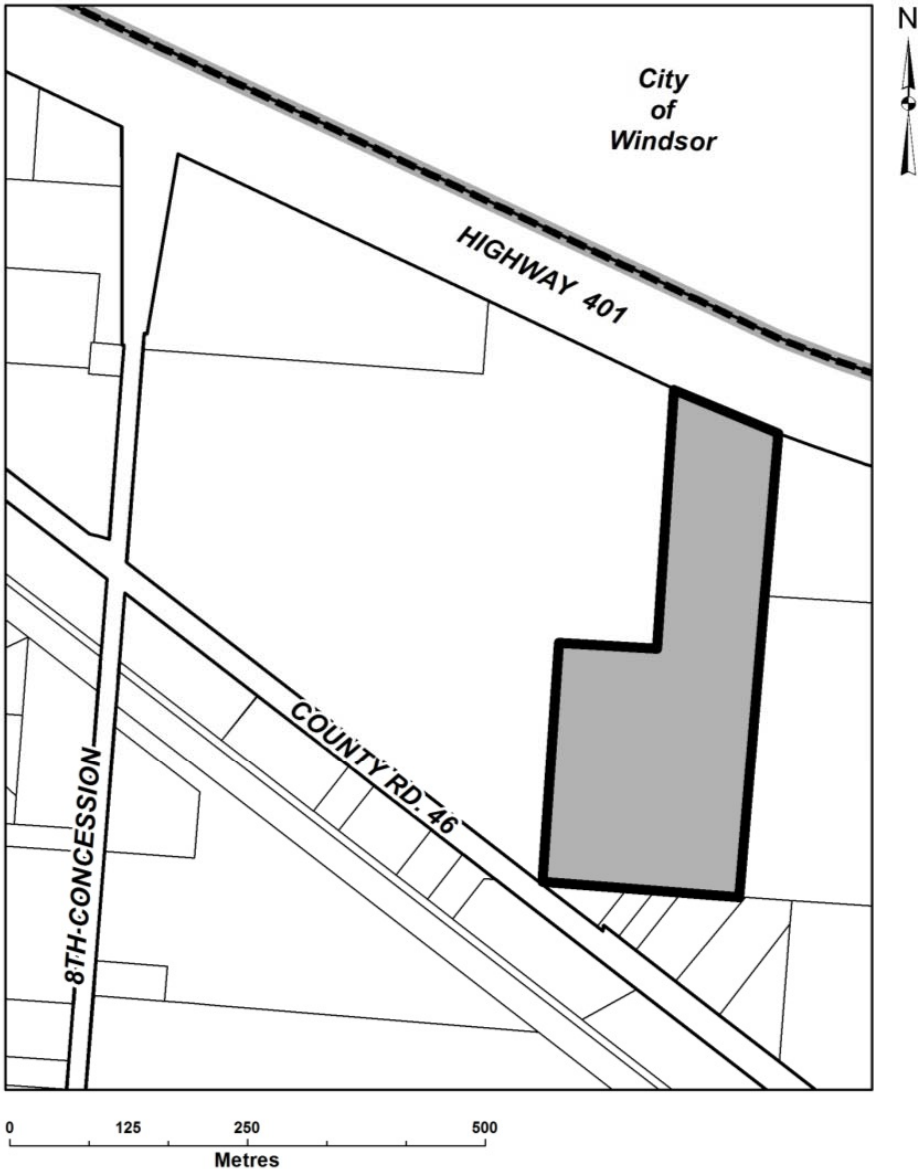 N
City
of
Windsor
HIGHWAY 401
COUNTY RD. 46
8TH-CONCESSION
0 125 250 500
Metres